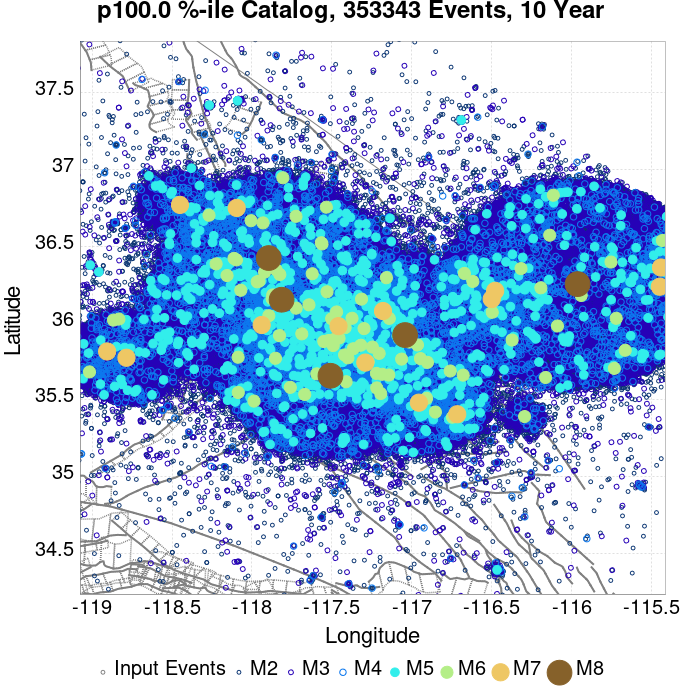 p100.0 %-ile Catalog, 353343 Events, 10 Year
37.5
37
36.5
36
35.5
35
34.5
Latitude
-119 -118.5 -118 -117.5 -117 -116.5 -116 -115.5
Longitude
Input Events M2 M3 M4 M5 M6 M7 M8